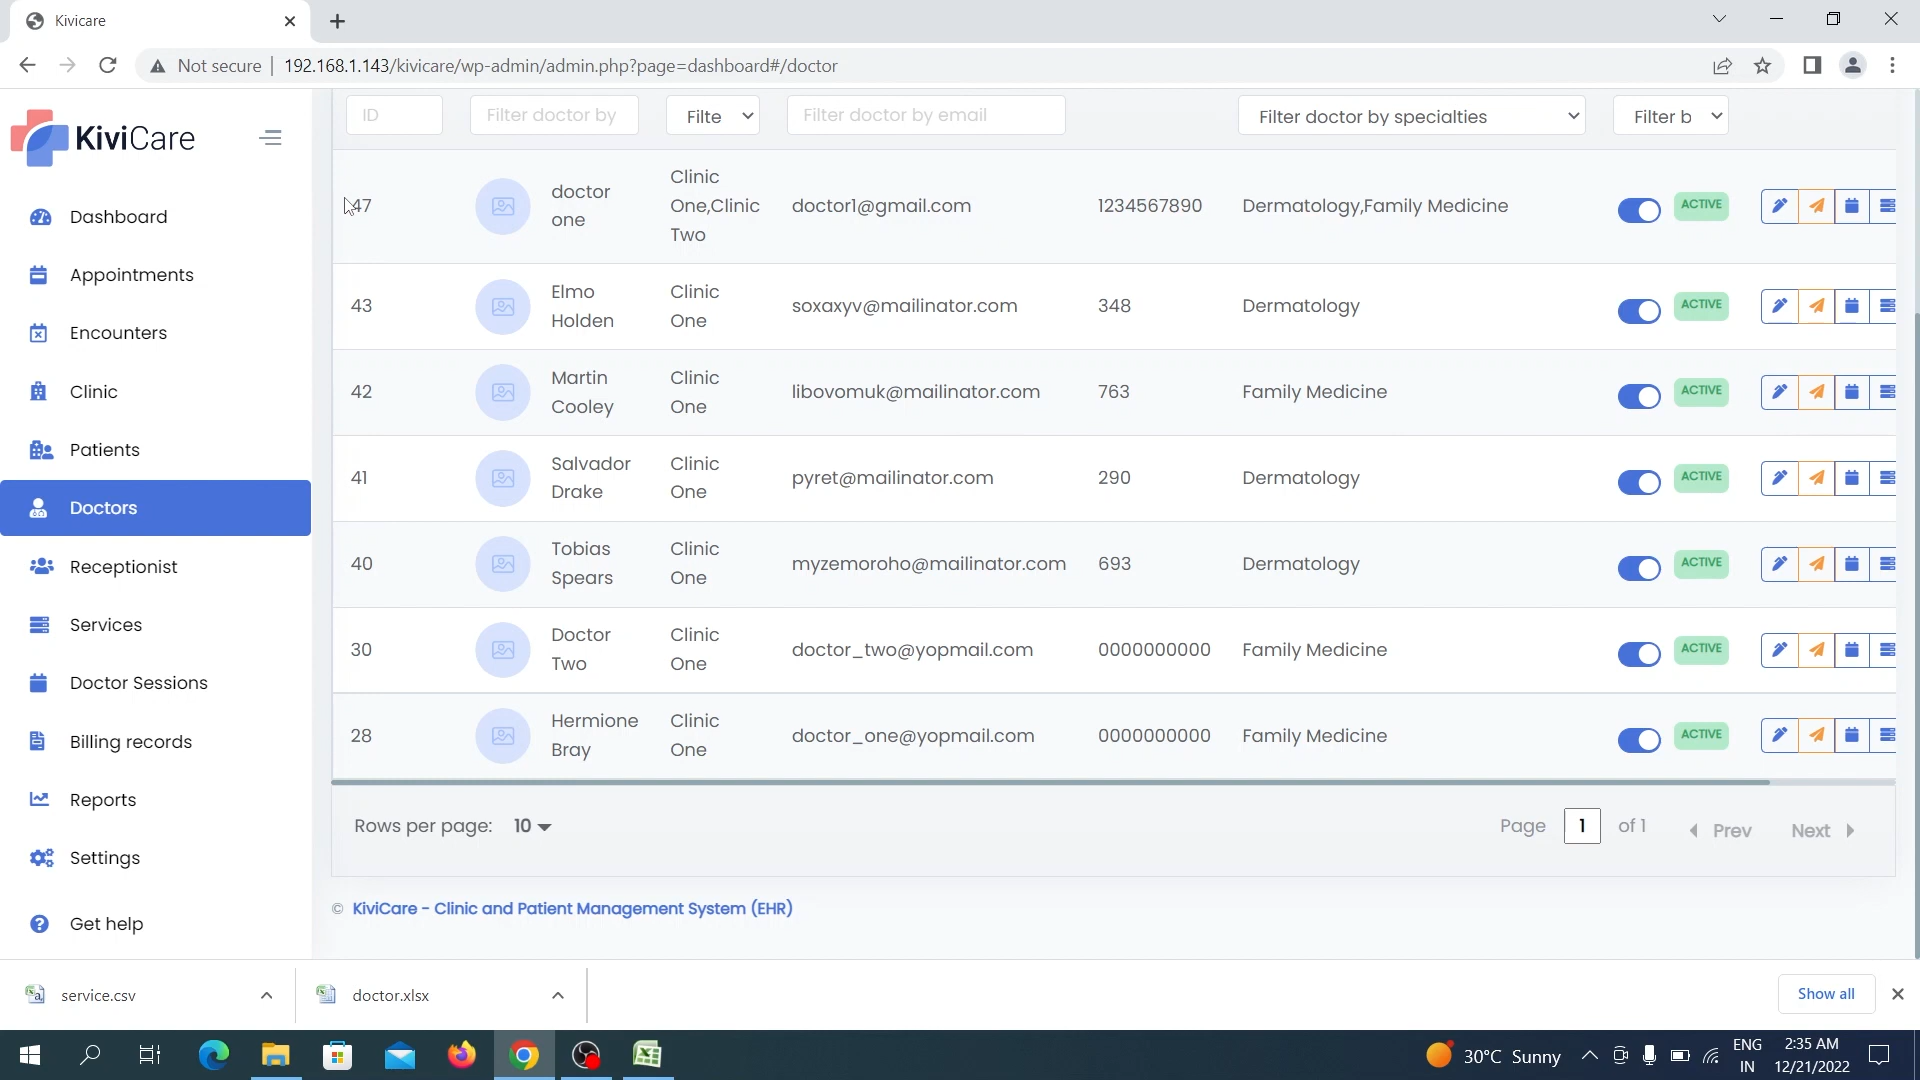 Kivicare
Not secure | 192.168.1.143/kivicare/wp-admin/admin.php?page=dashboard#/doctor
KiviCare
Dashboard
Appointments
Encounters
Clinic
Patients
Doctors
Receptionist
Services
Doctor Sessions
Billing records
Reports
Settings
Get help
ID
Filter doctor by
Filte
Filter doctor by email
Filter doctor by specialties
Filter b
47
doctor
one
Clinic
One,Clinic
Two
doctor1@gmail.com
1234567890
Dermatology,Family Medicine
ACTIVE
43
Elmo
Holden
Clinic
One
soxaxyv@mailinator.com
348
Dermatology
ACTIVE
42
Martin
Cooley
Clinic
One
libovomuk@mailinator.com
763
Family Medicine
ACTIVE
41
Salvador
Drake
Clinic
One
pyret@mailinator.com
290
Dermatology
ACTIVE
40
Tobias
Spears
Clinic
One
myzemoroho@mailinator.com
693
Dermatology
ACTIVE
30
Doctor
Two
Clinic
One
doctor_two@yopmail.com
0000000000
Family Medicine
ACTIVE
28
Hermione
Bray
Clinic
One
doctor_one@yopmail.com
0000000000
Family Medicine
ACTIVE
Rows per page: 10
Page 1 of 1 Prev Next
© KiviCare - Clinic and Patient Management System (EHR)
service.csv
doctor.xlsx
Show all
30°C Sunny
ENG
IN
2:35 AM
12/21/2022